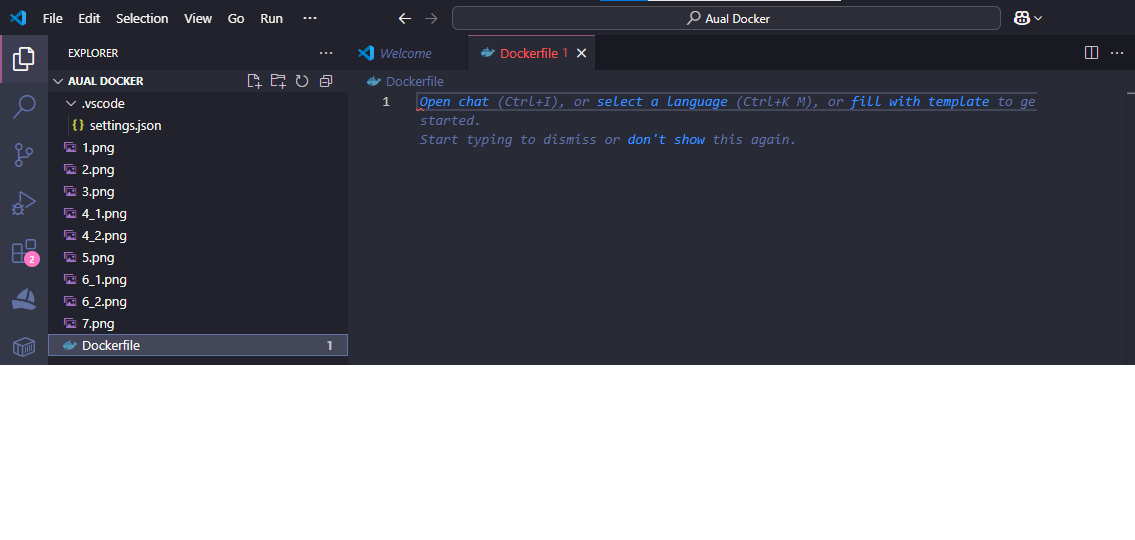 File Edit Selection View Go Run ···
Aual Docker
EXPLORER ···
Welcome
Dockerfile 1
AUAL DOCKER
Dockerfile
.vscode
1 Open chat (Ctrl+I), or select a language (Ctrl+K M), or fill with template to ge
{} settings.json
started.
1.png
Start typing to dismiss or don't show this again.
2.png
3.png
4_1.png
4_2.png
5.png
2
6_1.png
6_2.png
7.png
Dockerfile 1